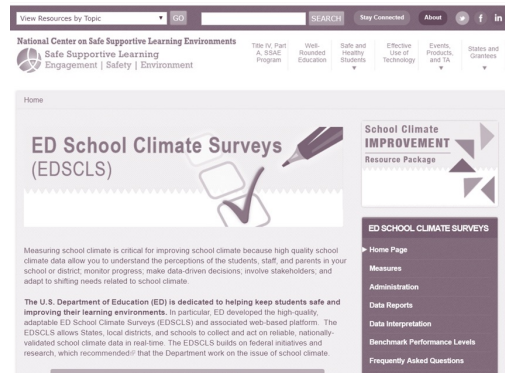 View Resources by Topic
GO
SEARCH
Stay Connected
About
National Center on Safe Supportive Learning Environments
Safe Supportive Learning
Engagement | Safety | Environment
Title IV, Part
A, SSAE
Program
Well-
Rounded
Education
Safe and
Healthy
Students
Effective
Use of
Technology
Events,
Products,
and TA
States and
Grantees
Home
ED School Climate Surveys
(EDSCLS)
Measuring school climate is critical for improving school climate because high quality school
climate data allow you to understand the perceptions of the students, staff, and parents in your
school or district; monitor progress; make data-driven decisions; involve stakeholders; and
adapt to shifting needs related to school climate.
The U.S. Department of Education (ED) is dedicated to helping keep students safe and
improving their learning environments. In particular, ED developed the high-quality,
adaptable ED School Climate Surveys (EDSCLS) and associated web-based platform. The
EDSCLS allows States, local districts, and schools to collect and act on reliable, nationally-
validated school climate data in real-time. The EDSCLS builds on federal initiatives and
research, which recommended that the Department work on the issue of school climate.
School Climate
IMPROVEMENT
Resource Package
ED SCHOOL CLIMATE SURVEYS
Home Page
Measures
Administration
Data Reports
Data Interpretation
Benchmark Performance Levels
Frequently Asked Questions